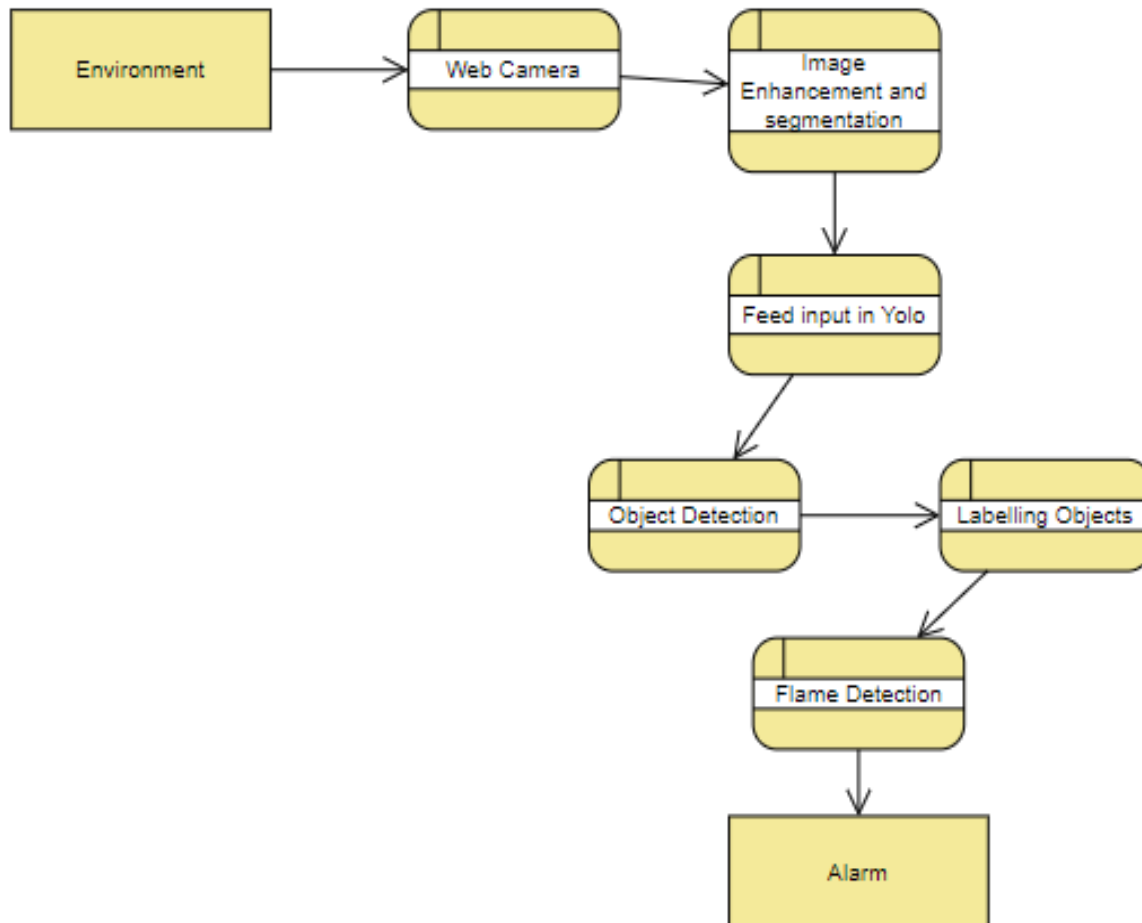 Environment
Web Camera
Image
Enhancement and
segmentation
Feed input in Yolo
Object Detection
Labelling Objects
Flame Detection
Alarm